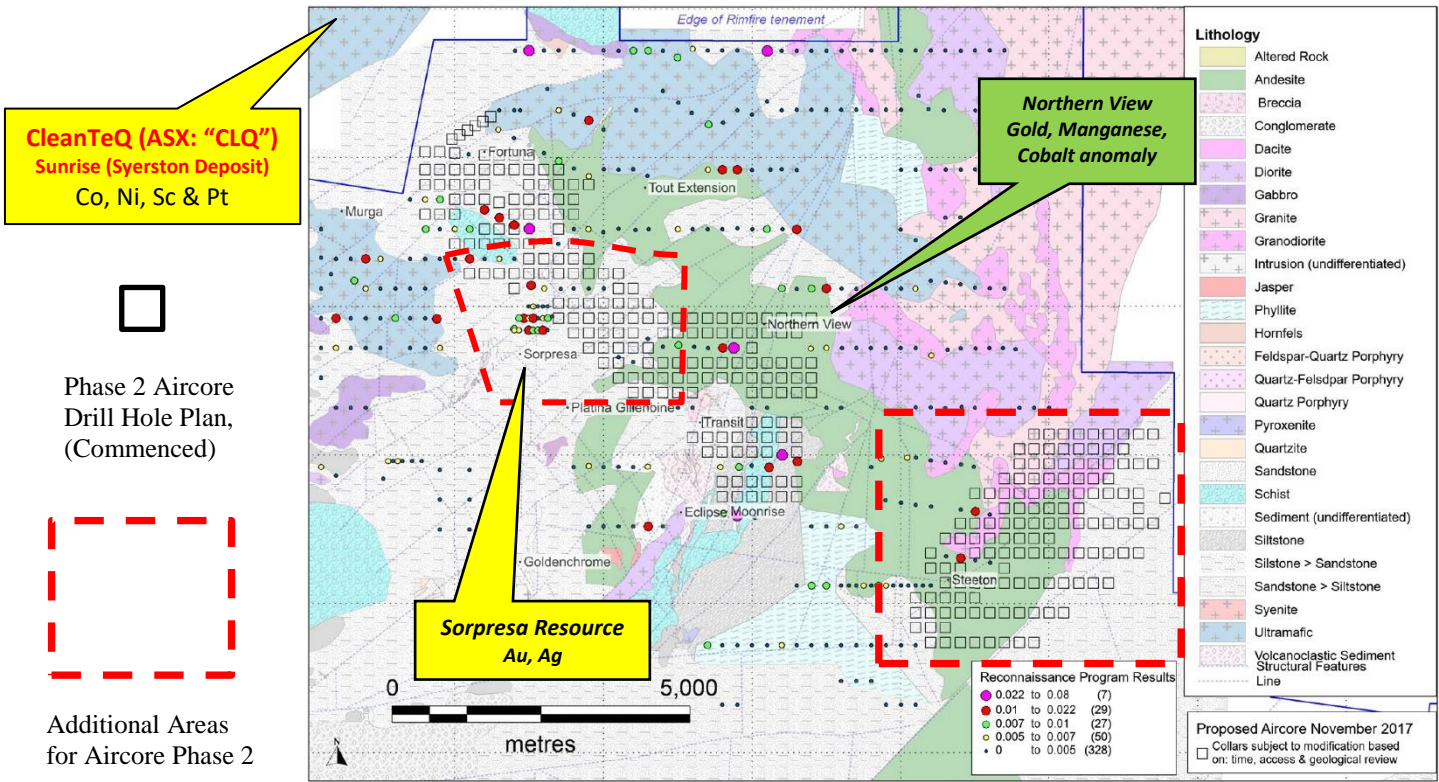 CleanTeQ (ASX: “CLQ”)
Sunrise (Syerston Deposit)
Co, Ni, Sc & Pt
Phase 2 Aircore
Drill Hole Plan,
(Commenced)
Additional Areas
for Aircore Phase 2
Edge of Rimfire tenement
Northern View
Gold, Manganese,
Cobalt anomaly
Fortuna
Tout Extension
Murga
Northern View
Sorpresa
Platina Gillenbine
Transit
Eclipse Moonrise
Goldenchrome
Steeton
Sorpresa Resource
Au, Ag
0 5,000
metres
N
Reconnaissance Program Results
0.022 to 0.08 (7)
0.01 to 0.022 (29)
0.007 to 0.01 (27)
0.005 to 0.007 (50)
0 to 0.005 (328)
Lithology
Altered Rock
Andesite
Breccia
Conglomerate
Dacite
Diorite
Gabbro
Granite
Granodiorite
Intrusion (undifferentiated)
Jasper
Phyllite
Hornfels
Feldspar-Quartz Porphyry
Quartz-Felsdpar Porphyry
Quartz Porphyry
Pyroxenite
Quartzite
Sandstone
Schist
Sediment (undifferentiated)
Siltstone
Silstone > Sandstone
Sandstone > Siltstone
Syenite
Ultramafic
Volcanoclastic Sediment
Structural Features
Line
Proposed Aircore November 2017
Collars subject to modification based
on: time, access & geological review